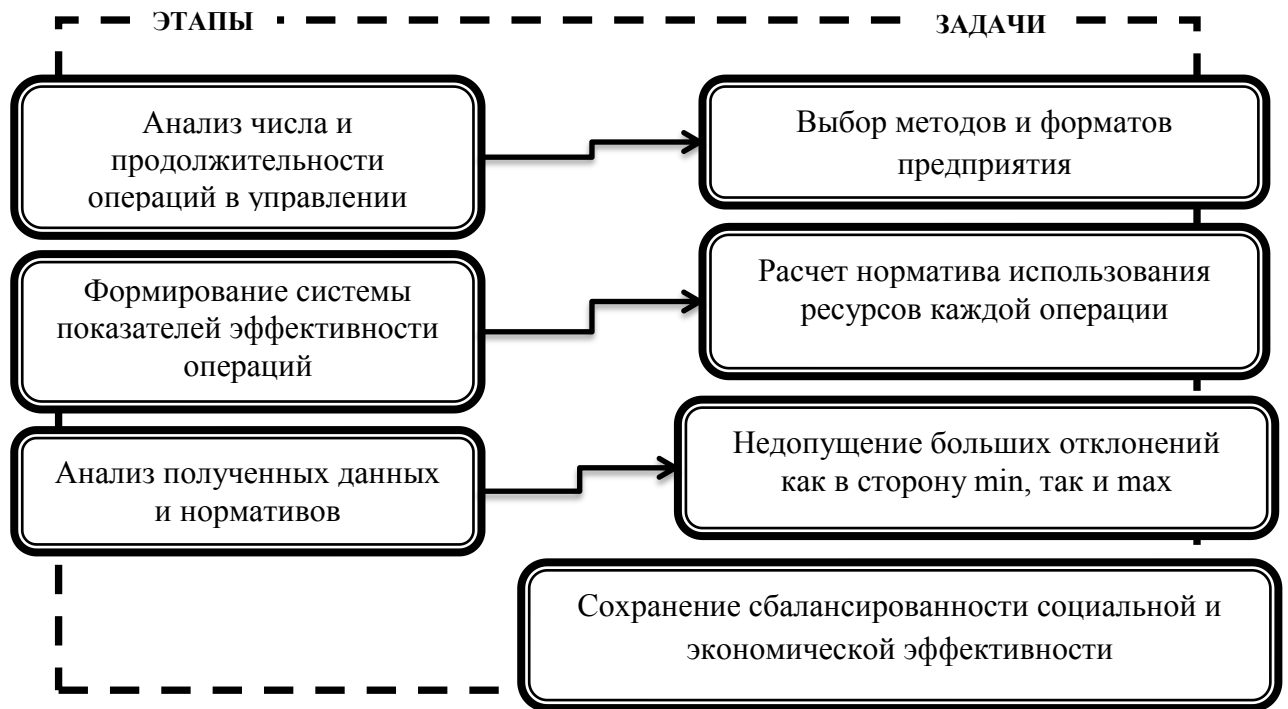 ЭТАПЫ
ЗАДАЧИ
Анализ числа и
продолжительности
операций в управлении
Выбор методов и форматов
предприятия
Формирование системы
показателей эффективности
операций
Расчет норматива использования
ресурсов каждой операции
Анализ полученных данных
и нормативов
Недопущение больших отклонений
как в сторону min, так и max
Сохранение сбалансированности социальной и
экономической эффективности